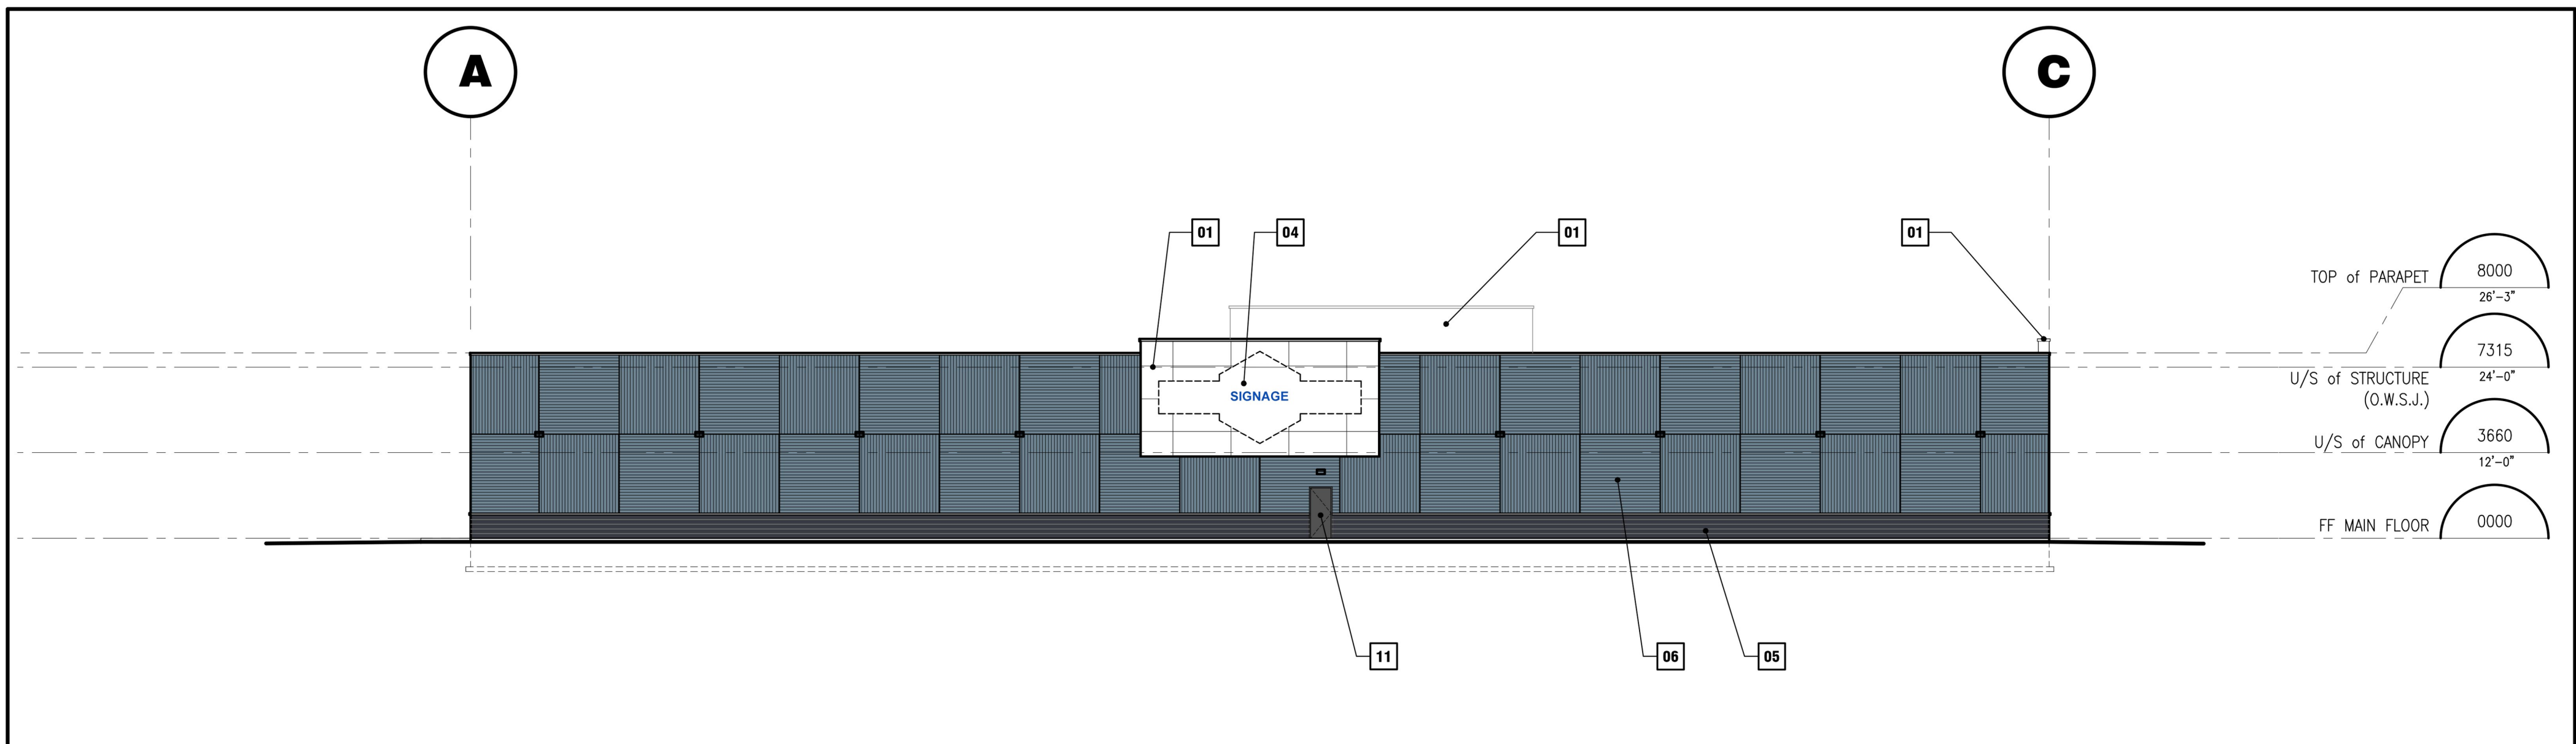 A
C
01
04
01
01
TOP of PARAPET
8000
26'-3"
7315
U/S of STRUCTURE
24'-0"
(O.W.S.J.)
SIGNAGE
U/S of CANOPY
3660
12'-0"
FF MAIN FLOOR
0000
11
06
05